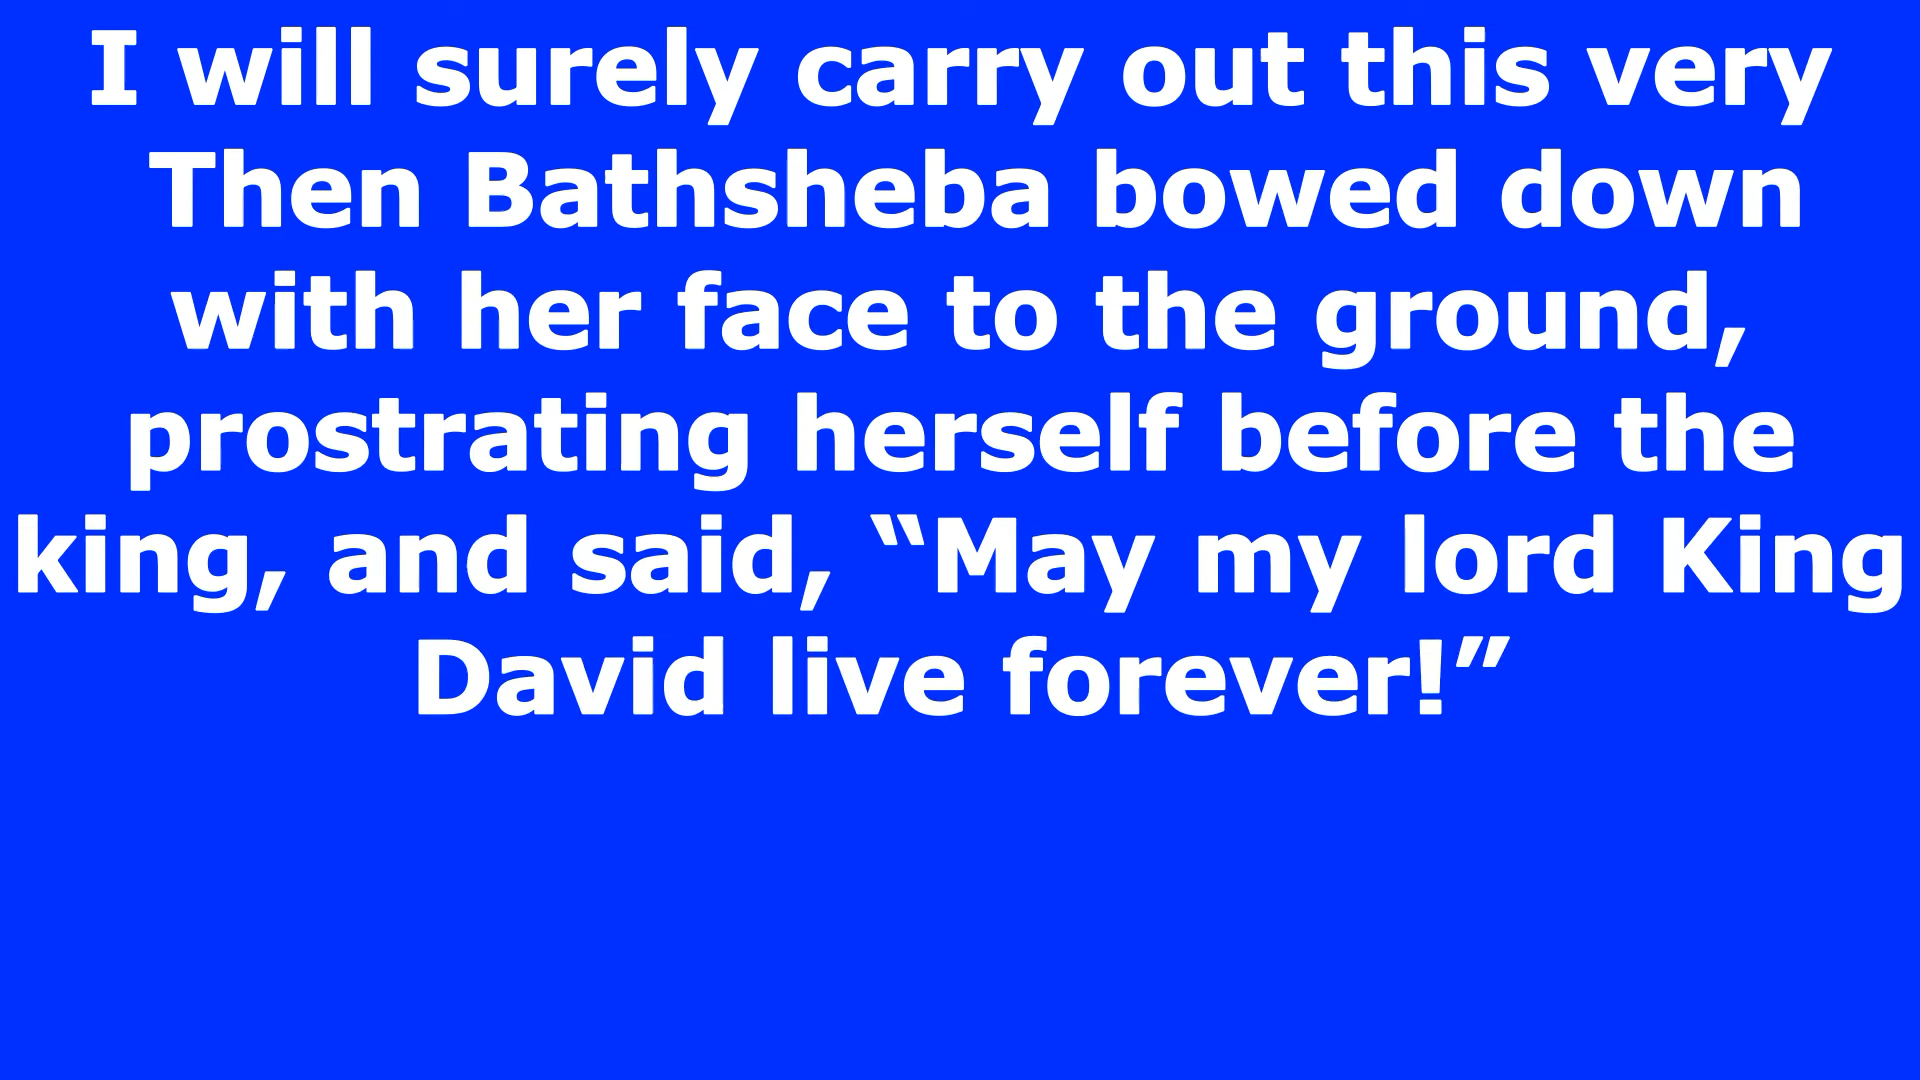 I will surely carry out this very
Then Bathsheba bowed down
with her face to the ground,
prostrating herself before the
king, and said, “May my lord King
David live forever!”